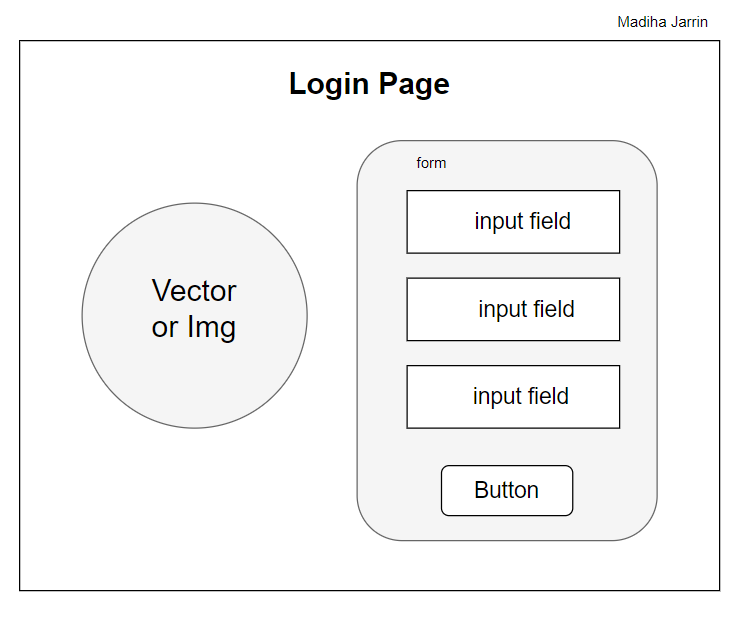 Madiha Jarrin
Login Page
form
input field
Vector
or Img
input field
input field
Button